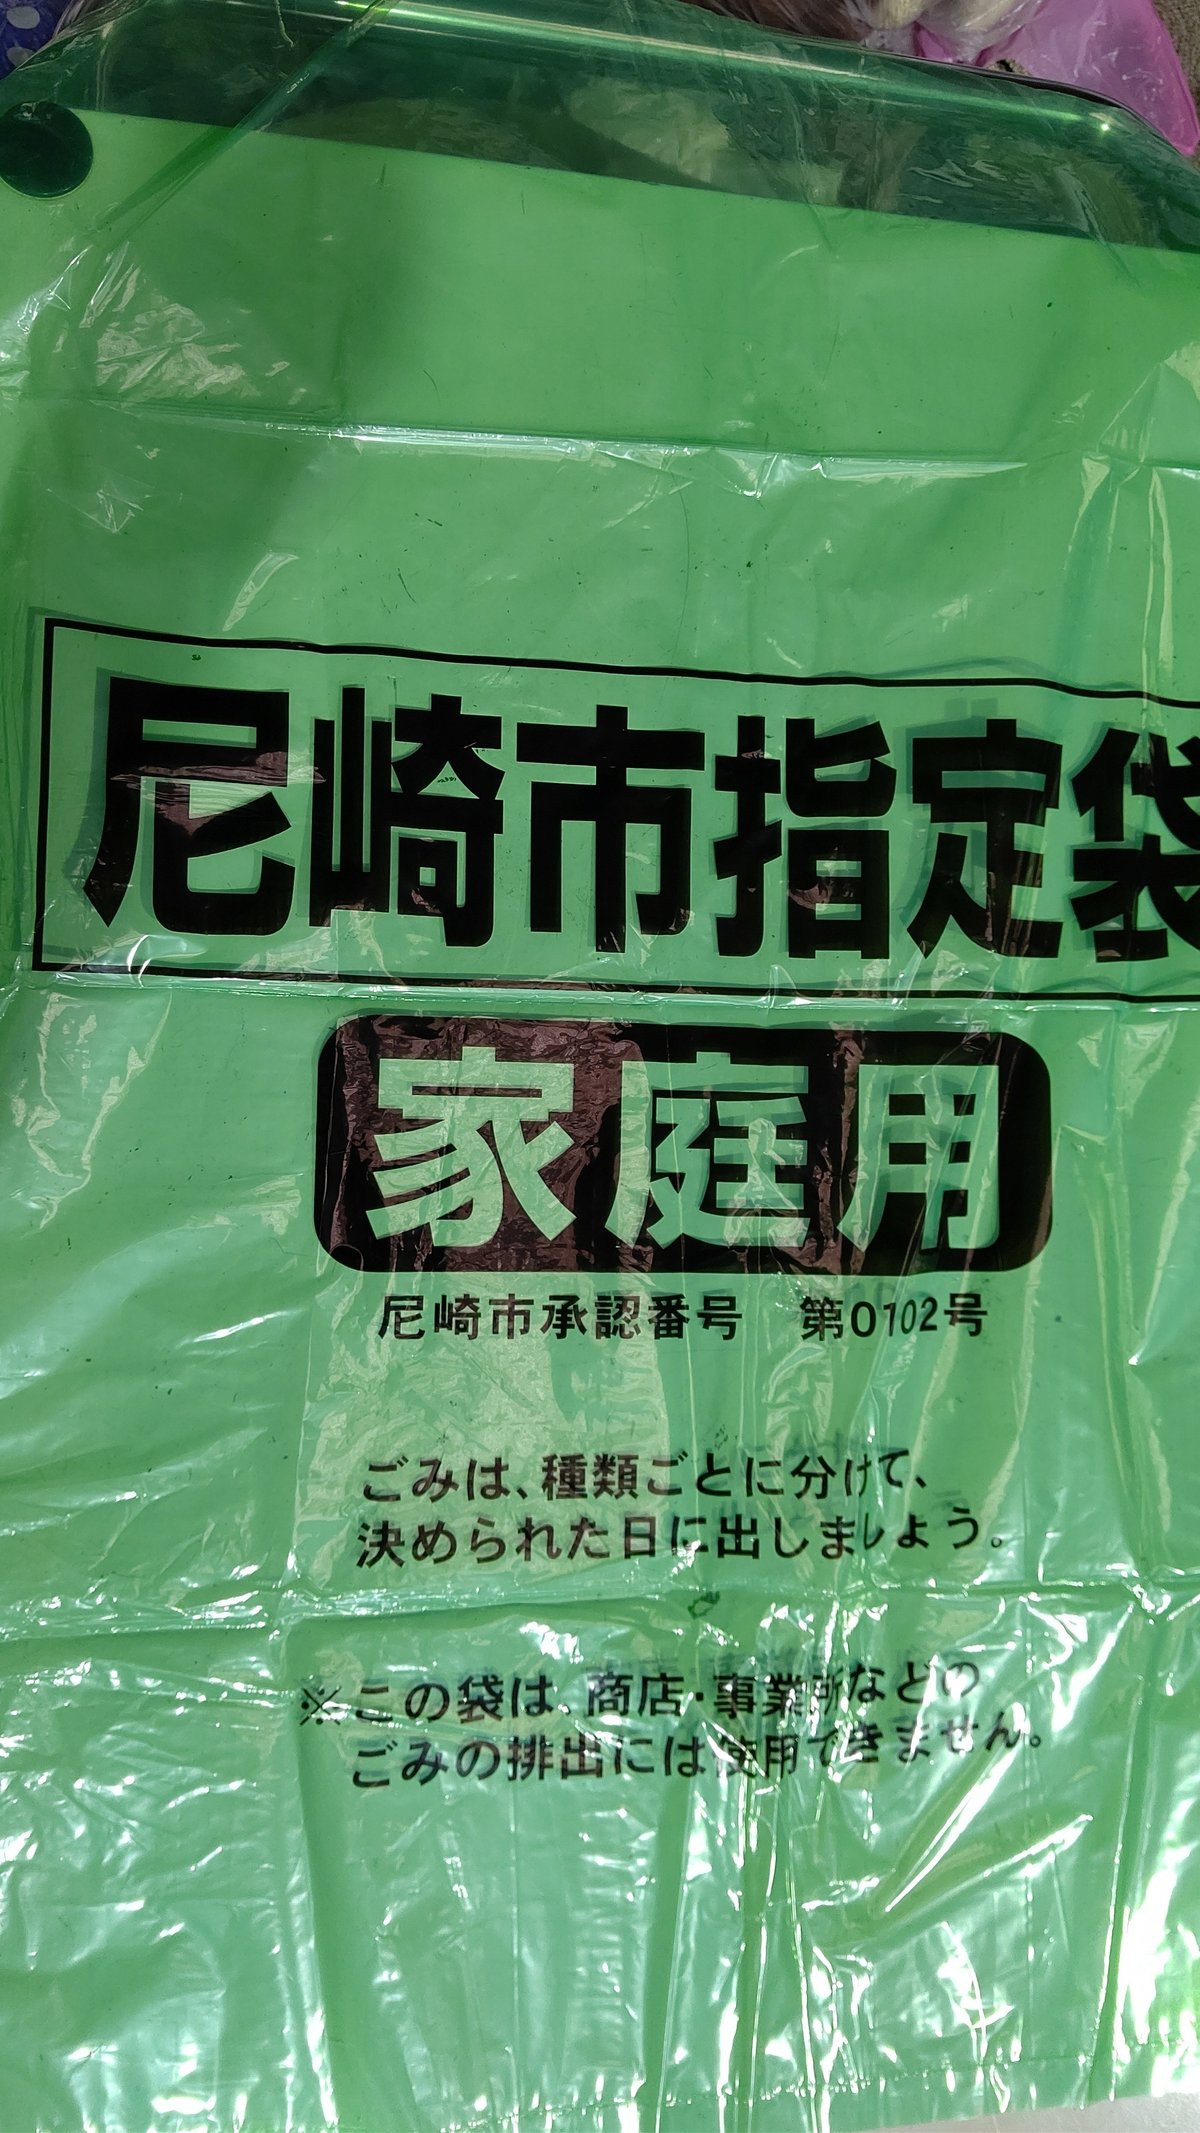 尼崎市指定袋
家庭用
尼崎市承認番号　第0102号
ごみは、種類ごとに分けて、
決められた日に出しましょう。
※この袋は、商店・事業所などの
ごみの排出には使用できません。